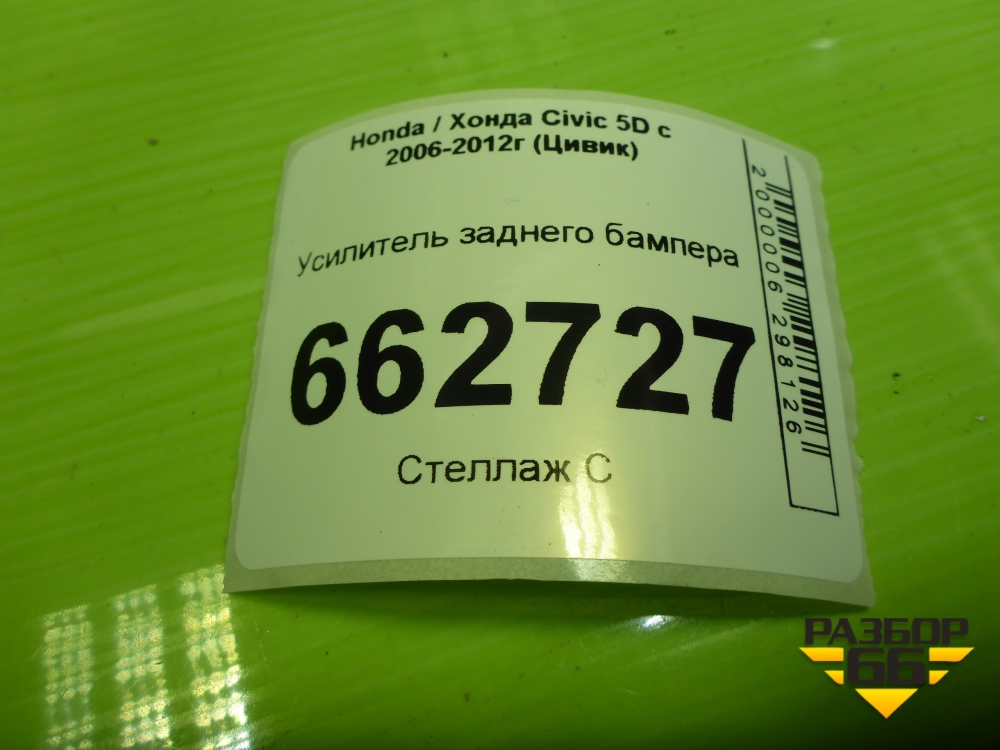 Honda / Хонда Civic 5D с
2006-2012г (Цивик)
Усилитель заднего бампера
662727
Стеллаж С
2000006298126
РАЗБОР
66